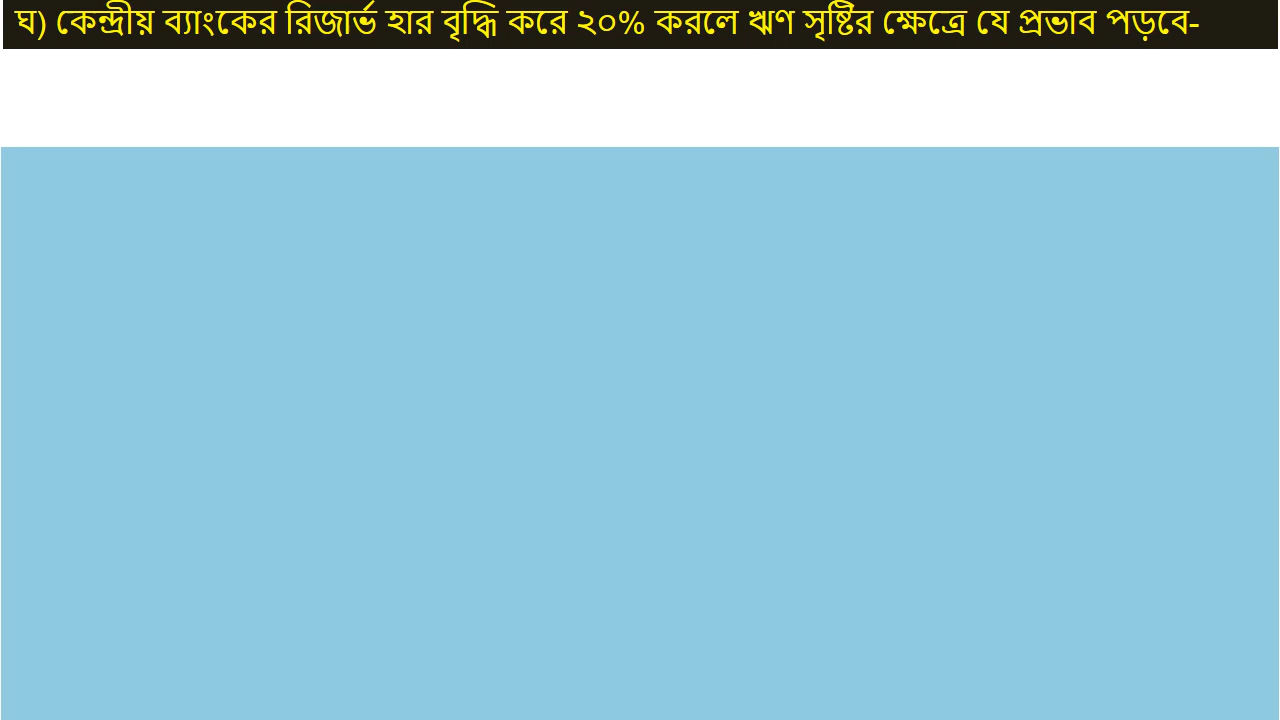 ঘ) কেন্দ্রীয় ব্যাংকের রিজার্ভ হার বৃদ্ধি করে ২০% করলে ঋণ সৃষ্টির ক্ষেত্রে যে প্রভাব পড়বে-